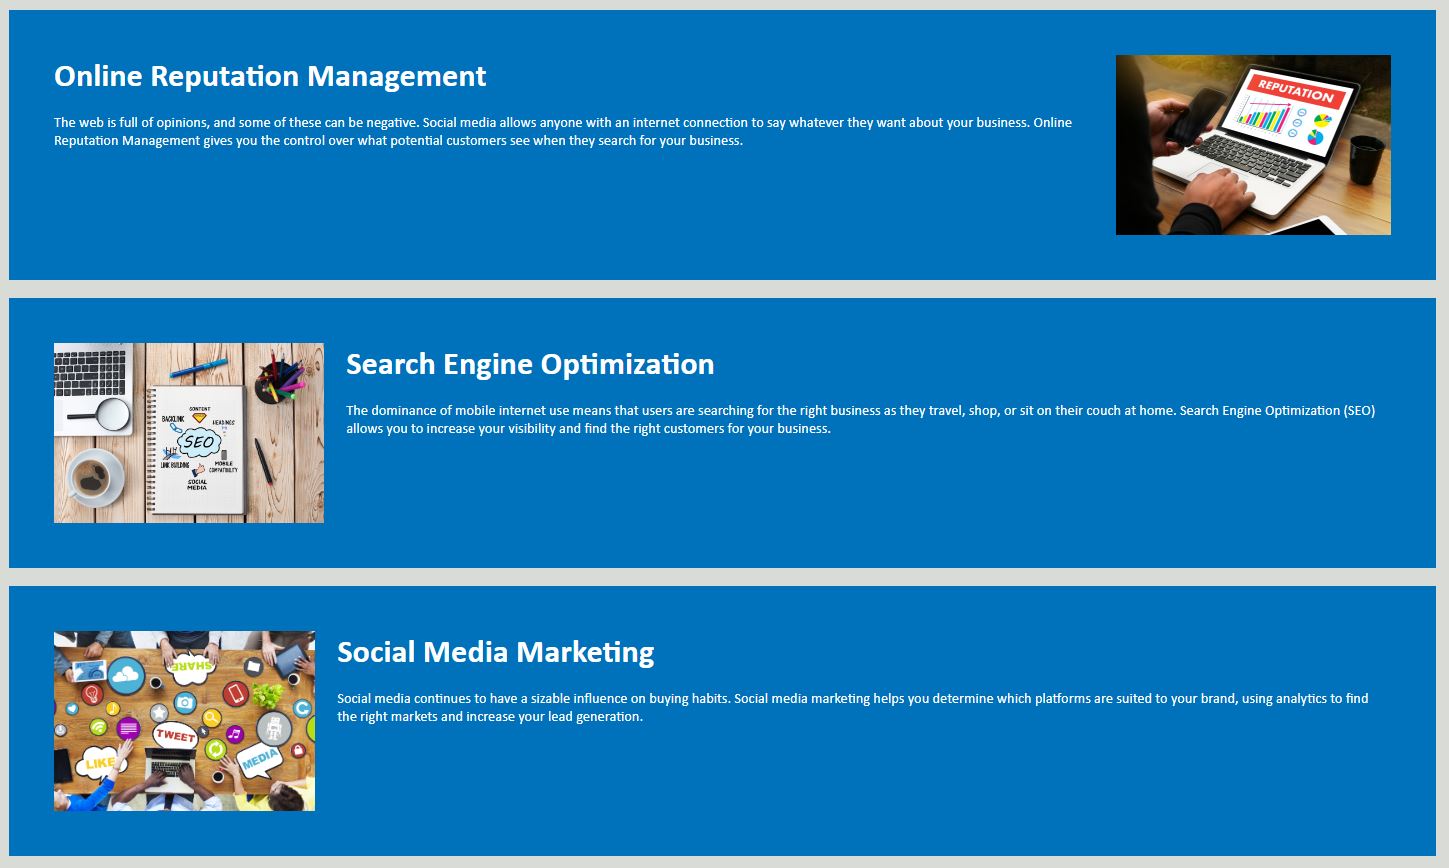 Online Reputation Management
The web is full of opinions, and some of these can be negative. Social media allows anyone with an internet connection to say whatever they want about your business. Online
Reputation Management gives you the control over what potential customers see when they search for your business.
REPUTATION
Search Engine Optimization
The dominance of mobile internet use means that users are searching for the right business as they travel, shop, or sit on their couch at home. Search Engine Optimization (SEO)
allows you to increase your visibility and find the right customers for your business.
CONTENT
BACKLINK
HEADINGS
SEO
LINK BUILDING
MOBILE
COMPATIBILITY
SOCIAL
MEDIA
Social Media Marketing
Social media continues to have a sizable influence on buying habits. Social media marketing helps you determine which platforms are suited to your brand, using analytics to find
the right markets and increase your lead generation.
SHARE
TWEET
LIKE
MEDIA